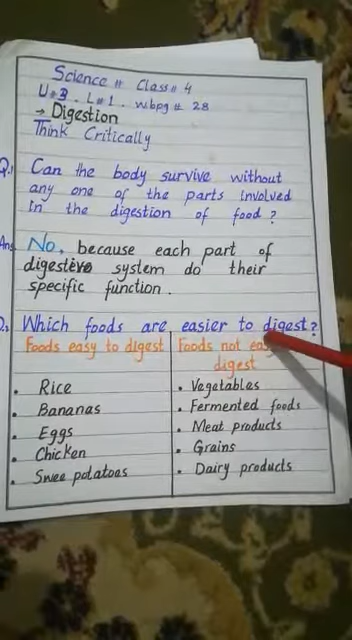 Science # Class # 4
U#3. L#1. Wbpg # 28
→ Digestion
Think Critically
Q. Can the body survive without
any one of the parts involved
In the digestion of food?
Ans No, because each part of
digestive system do their
specific function.
Which foods are easier to digest?
Foods easy to digest
• Rice
• Bananas
• Eggs
• Chicken
• Swee potatoes
Foods not
digest
• Vegetables
• Fermented foods
• Meat products
• Grains
• Dairy products